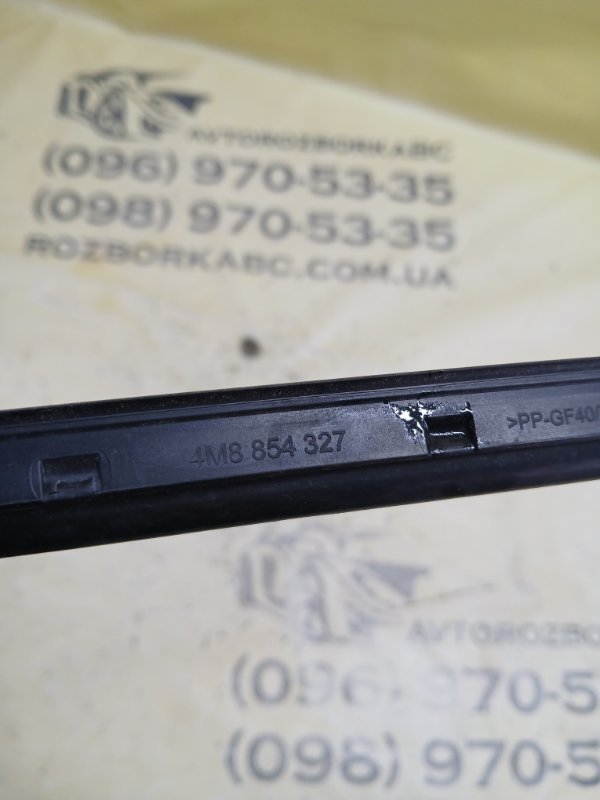 AVTOROZBORKABC
(096) 970-53-35
(098) 970-53-35
ROZBORKABC.COM.UA
4M8 854 327
>PP-GF40
AVTOROZBOR
(096) 970-5
(098) 970-5